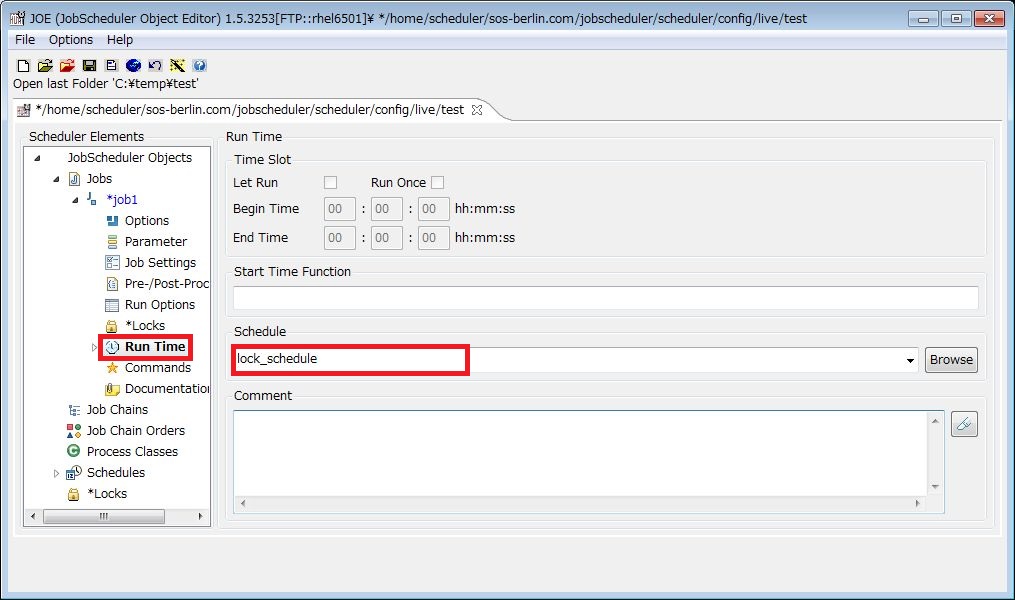 JOE (JobScheduler Object Editor) 1.5.3253[FTP::rhel6501]¥ */home/scheduler/sos-berlin.com/jobscheduler/scheduler/config/live/test
File Options Help
Open last Folder 'C:¥temp¥test'
*/home/scheduler/sos-berlin.com/jobscheduler/scheduler/config/live/test
Scheduler Elements
JobScheduler Objects
Jobs
*job1
Options
Parameter
Job Settings
Pre-/Post-Proc
Run Options
*Locks
Run Time
Commands
Documentation
Job Chains
Job Chain Orders
Process Classes
Schedules
*Locks
Run Time
Time Slot
Let Run Run Once
Begin Time 00 : 00 : 00 hh:mm:ss
End Time 00 : 00 : 00 hh:mm:ss
Start Time Function
Schedule
lock_schedule Browse
Comment